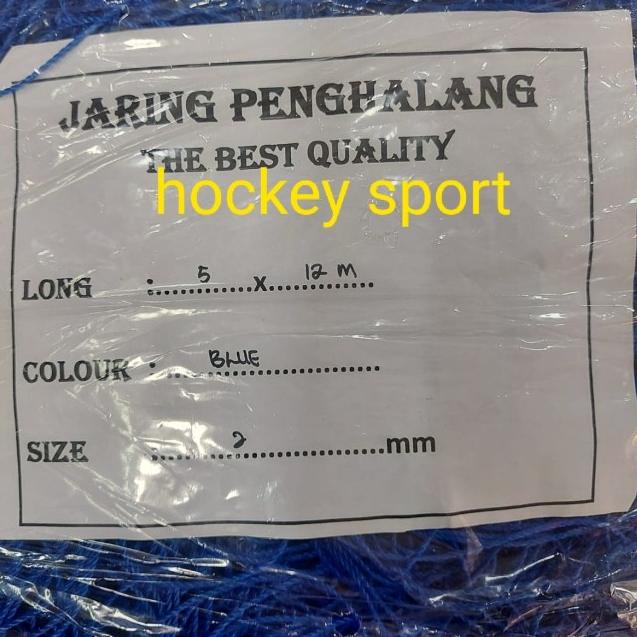 JARING PENGHALANG
THE BEST QUALITY
hockey sport
LONG : 5 x 12 M
COLOUR : BLUE
SIZE : 2 mm